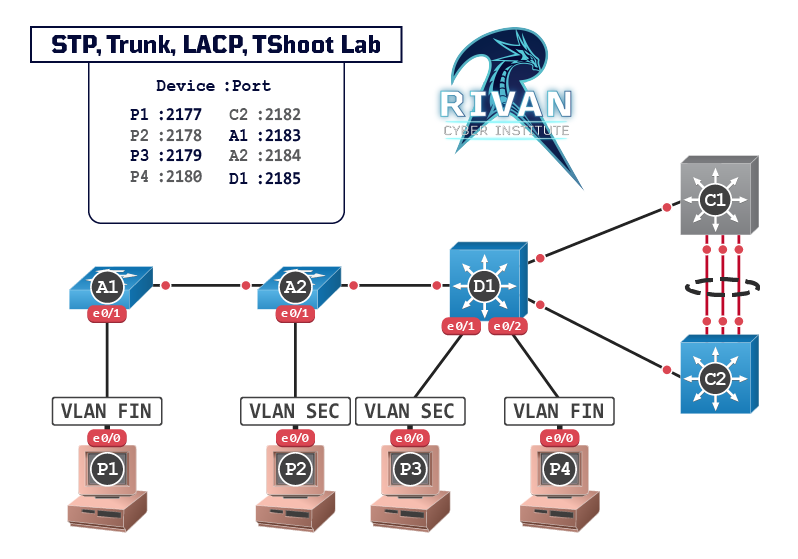 STP, Trunk, LACP, TShoot Lab
Device :Port
P1 :2177 C2 :2182
P2 :2178 A1 :2183
P3 :2179 A2 :2184
P4 :2180 D1 :2185
RIVAN
CYBER INSTITUTE
C1
A1 A2 D1
e0/1 e0/1 e0/1 e0/2
C2
VLAN FIN VLAN SEC VLAN SEC VLAN FIN
e0/0 e0/0 e0/0 e0/0
P1 P2 P3 P4